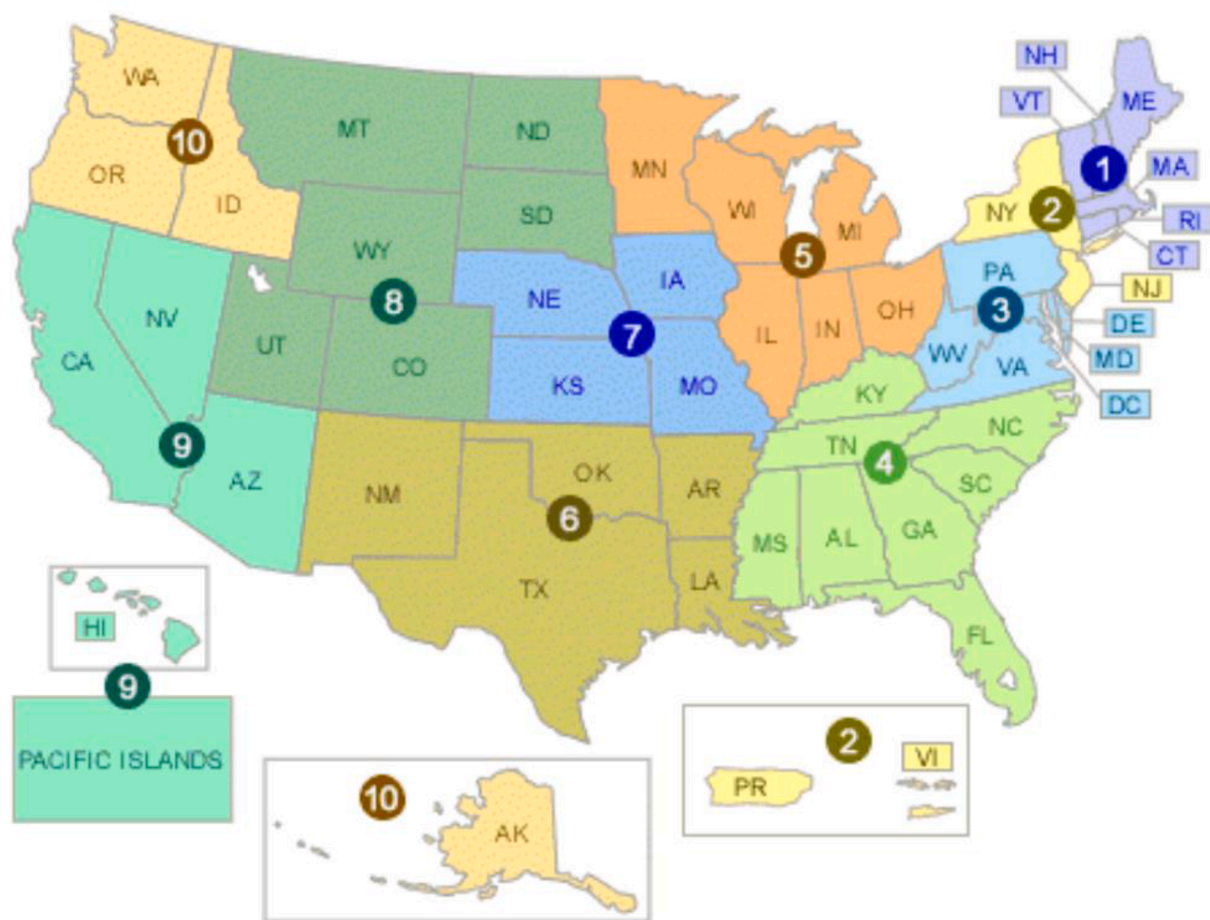 NH
VT
ME
WA
MT
ND
MN
10
1
MA
OR
ID
SD
WI
MI
NY
2
RI
WY
5
CT
NE
IA
PA
NJ
8
3
NV
7
IL
IN
OH
DE
CA
UT
CO
WV
VA
MD
KS
MO
KY
DC
9
TN
NC
4
AZ
NM
OK
AR
SC
6
MS
AL
GA
TX
LA
HI
FL
9
PACIFIC ISLANDS
2
VI
PR
10
AK